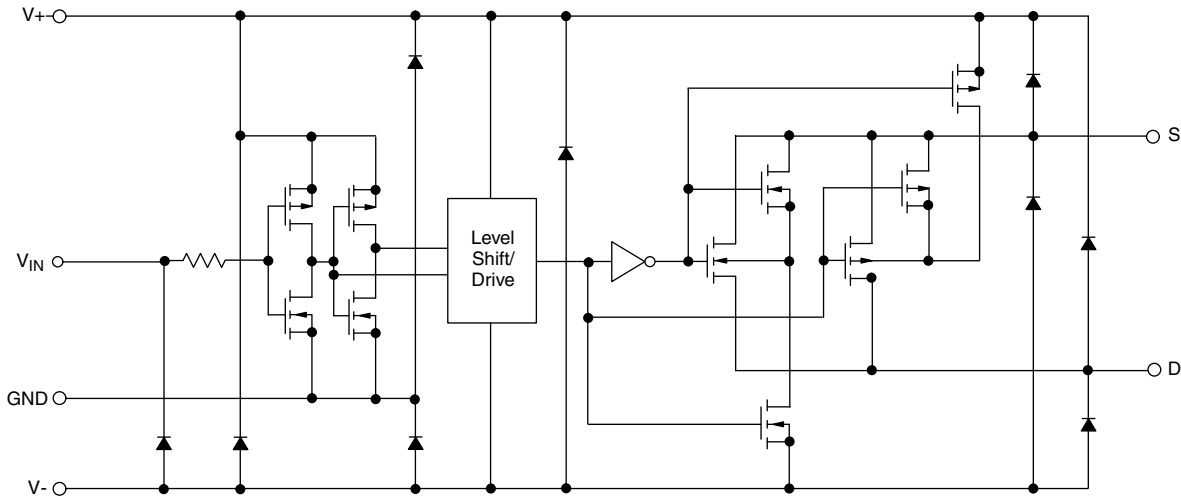 V+
S
Level
Shift/
Drive
VIN
D
GND
V-